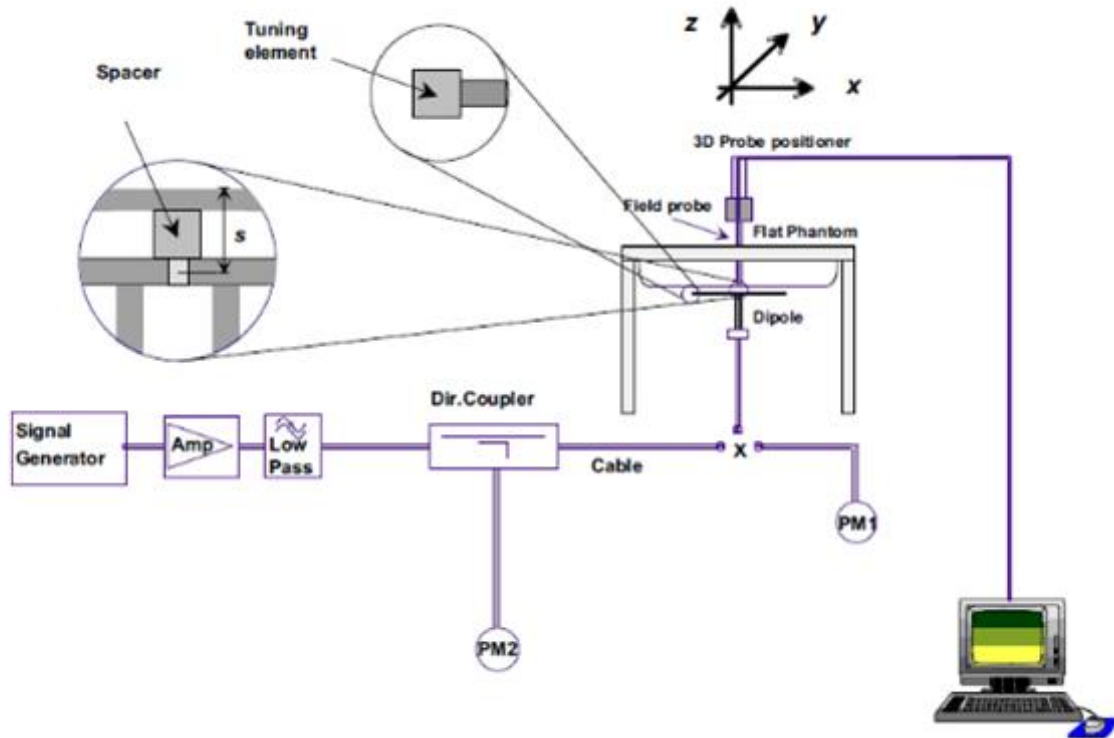 Tuning
element
Spacer
s
z
y
x
3D Probe positioner
Field probe
Flat Phantom
Dipole
Dir.Coupler
Signal
Generator
Amp
Low
Pass
Cable
X
PM1
PM2